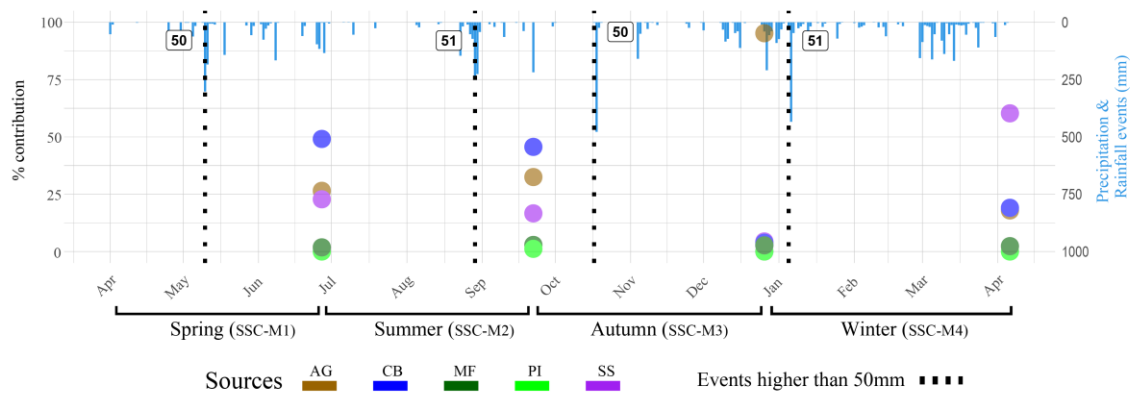 100
75
50
25
0
% contribution
50
51
50
51
0
250
500
750
1000
Precipitation &
Rainfall events (mm)
Apr
May
Jun
Jul
Aug
Sep
Oct
Nov
Dec
Jan
Feb
Mar
Apr
Spring (SSC-M1)
Summer (SSC-M2)
Autumn (SSC-M3)
Winter (SSC-M4)
Sources
AG
CB
MF
PI
SS
Events higher than 50mm